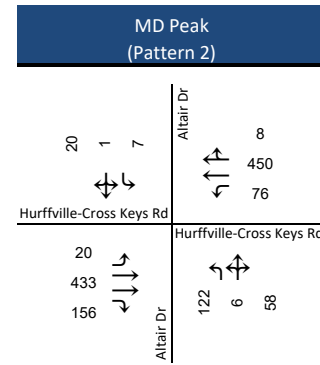 MD Peak
(Pattern 2)
20 1 7
Altair Dr
8
450
76
Hurffville-Cross Keys Rd
Hurffville-Cross Keys Rd
20
433
156
Altair Dr
122 6 58